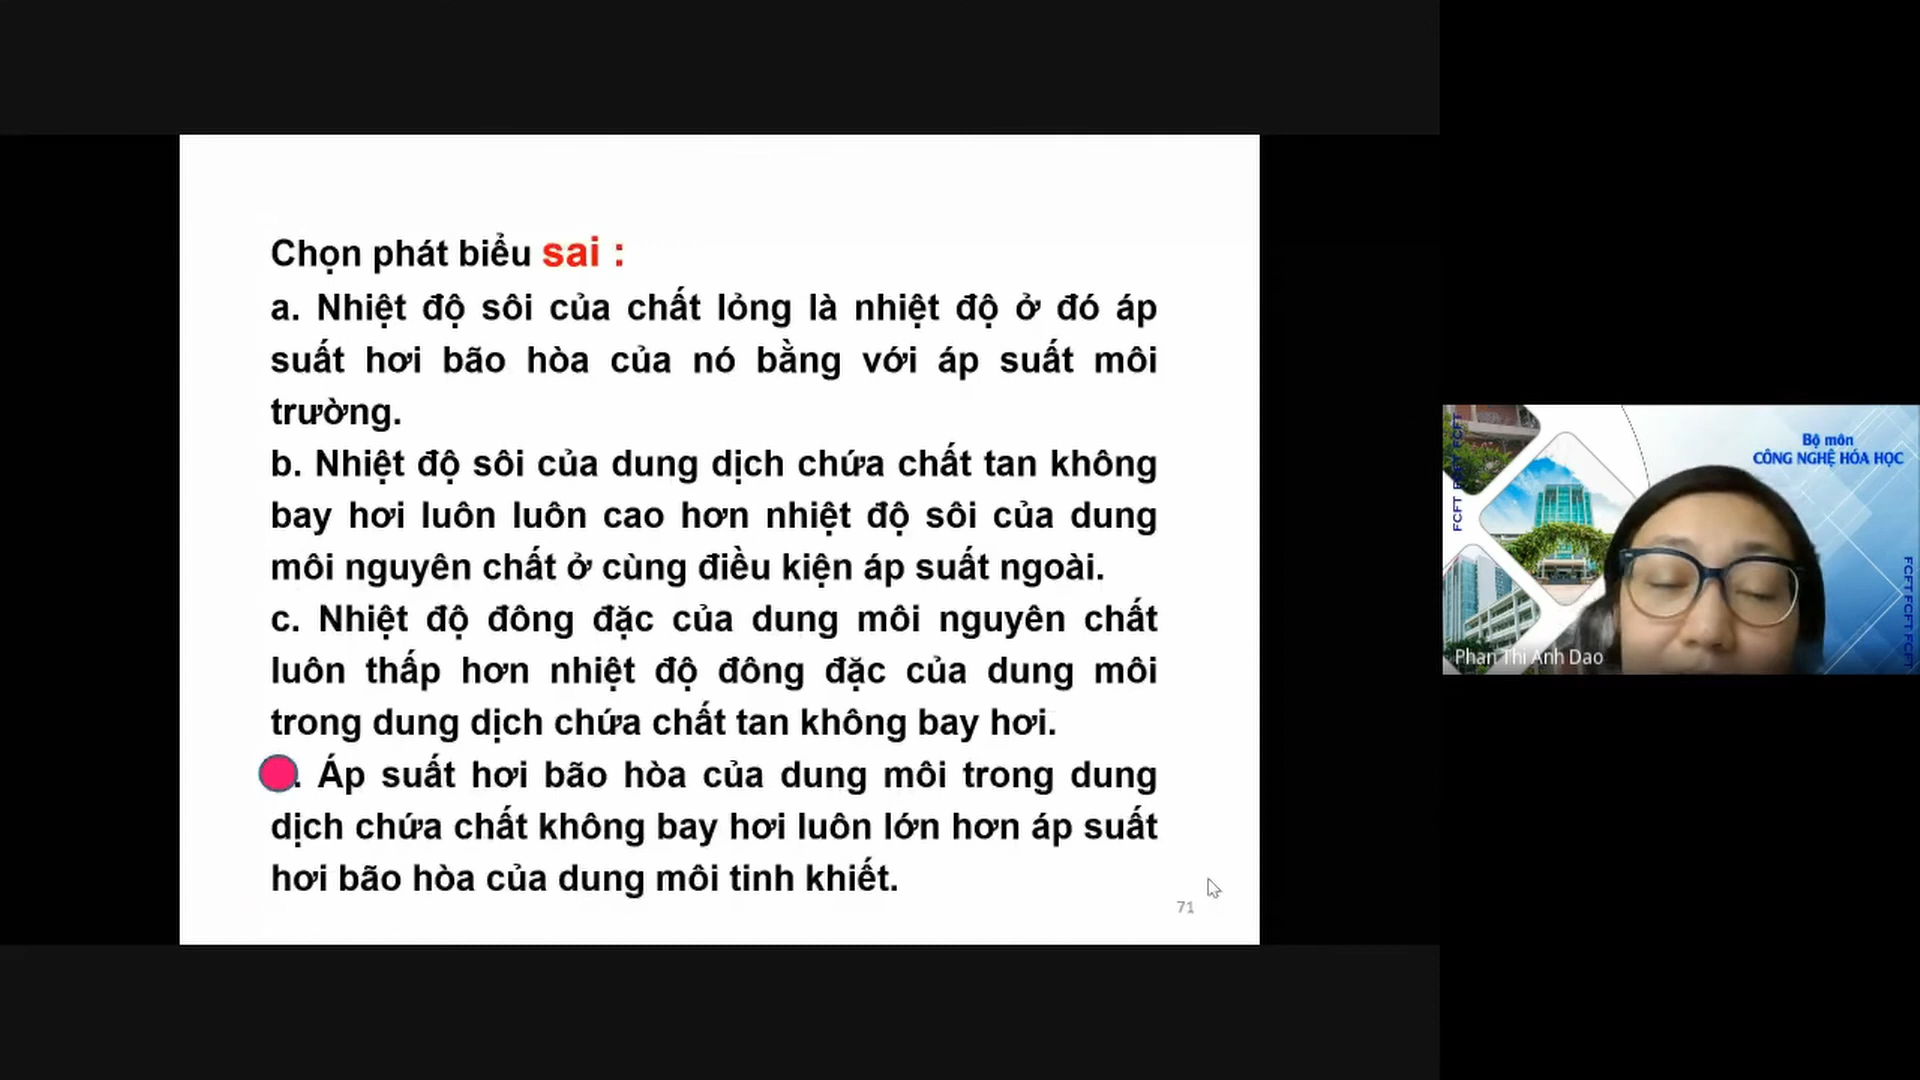 Chọn phát biểu sai :
a. Nhiệt độ sôi của chất lỏng là nhiệt độ ở đó áp
suất hơi bão hòa của nó bằng với áp suất môi
trường.
b. Nhiệt độ sôi của dung dịch chứa chất tan không
bay hơi luôn luôn cao hơn nhiệt độ sôi của dung
môi nguyên chất ở cùng điều kiện áp suất ngoài.
c. Nhiệt độ đông đặc của dung môi nguyên chất
luôn thấp hơn nhiệt độ đông đặc của dung môi
trong dung dịch chứa chất tan không bay hơi.
. Áp suất hơi bão hòa của dung môi trong dung
dịch chứa chất không bay hơi luôn lớn hơn áp suất
hơi bão hòa của dung môi tinh khiết.
71
Bộ môn
CÔNG NGHỆ HÓA HỌC
FCFT FCFT FCFT
FCFT FCFT FCFT
Phan Thi Anh Dao